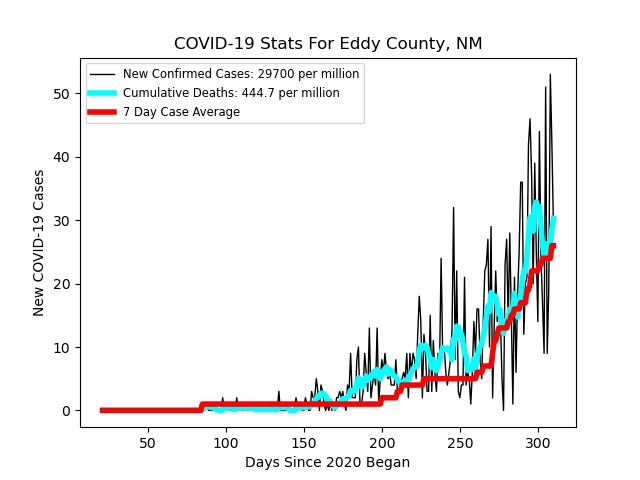 COVID-19 Stats For Eddy County, NM
New Confirmed Cases: 29700 per million
Cumulative Deaths: 444.7 per million
7 Day Case Average
50
40
30
20
10
0
New COVID-19 Cases
50 100 150 200 250 300
Days Since 2020 Began